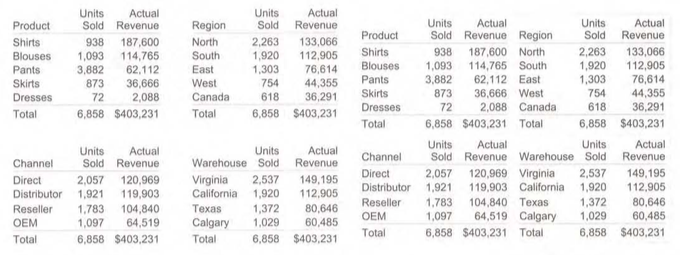 Units Actual Units Actual
Product Sold Revenue Region Sold Revenue
Shirts 938 187,600 North 2,263 133,066
Blouses 1,093 114,765 South 1,920 112,905
Pants 3,882 62,112 East 1,303 76,614
Skirts 873 36,666 West 754 44,355
Dresses 72 2,088 Canada 618 36,291
Total 6,858 $403,231 Total 6,858 $403,231
Units Actual Units Actual
Channel Sold Revenue Warehouse Sold Revenue
Direct 2,057 120,969 Virginia 2,537 149,195
Distributor 1,921 119,903 California 1,920 112,905
Reseller 1,783 104,840 Texas 1,372 80,646
OEM 1,097 64,519 Calgary 1,029 60,485
Total 6,858 $403,231 Total 6,858 $403,231
Units Actual Units Actual
Product Sold Revenue Region Sold Revenue
Shirts 938 187,600 North 2,263 133,066
Blouses 1,093 114,765 South 1,920 112,905
Pants 3,882 62,112 East 1,303 76,614
Skirts 873 36,666 West 754 44,355
Dresses 72 2,088 Canada 618 36,291
Total 6,858 $403,231 Total 6,858 $403,231
Units Actual Units Actual
Channel Sold Revenue Warehouse Sold Revenue
Direct 2,057 120,969 Virginia 2,537 149,195
Distributor 1,921 119,903 California 1,920 112,905
Reseller 1,783 104,840 Texas 1,372 80,646
OEM 1,097 64,519 Calgary 1,029 60,485
Total 6,858 $403,231 Total 6,858 $403,231